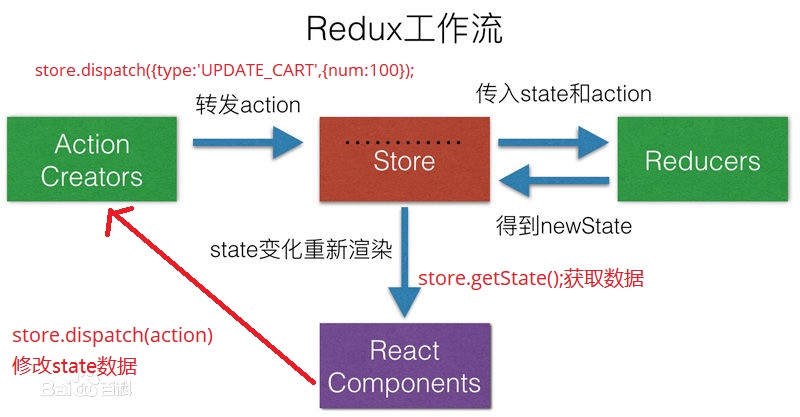 Redux工作流
store.dispatch({type:'UPDATE_CART',{num:100});
转发action
传入state和action
Action
Creators
Store
Reducers
得到newState
state变化重新渲染
store.getState();获取数据
store.dispatch(action)
修改state数据
React
Components
Bai百科